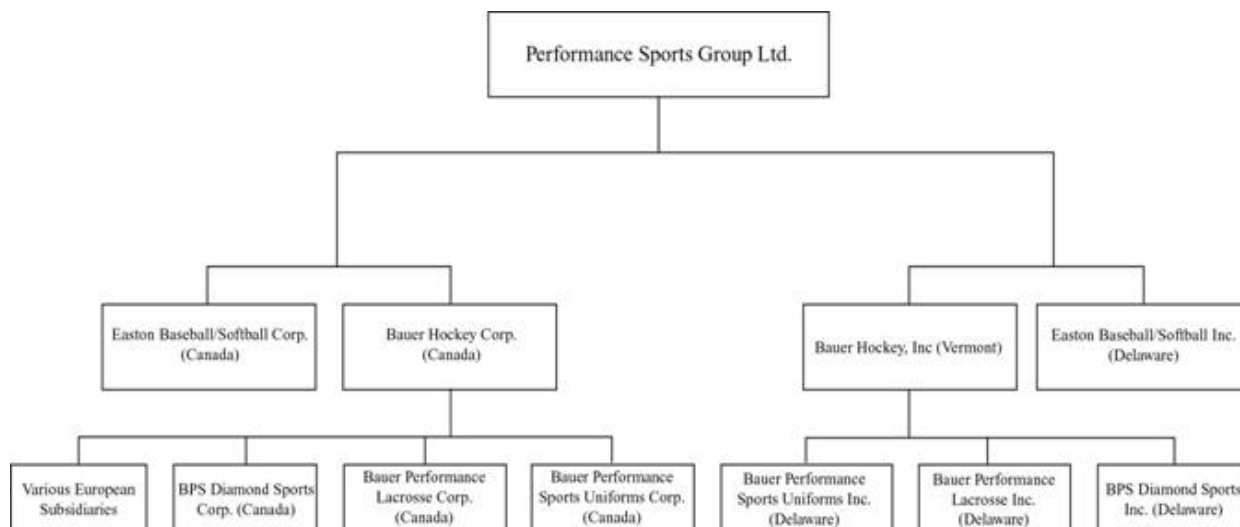 Performance Sports Group Ltd.
Easton Baseball/Softball Corp.
(Canada)
Bauer Hockey Corp.
(Canada)
Bauer Hockey, Inc (Vermont)
Easton Baseball/Softball Inc.
(Delaware)
Various European
Subsidiaries
BPS Diamond Sports
Corp. (Canada)
Bauer Performance
Lacrosse Corp.
(Canada)
Bauer Performance
Sports Uniforms Corp.
(Canada)
Bauer Performance
Sports Uniforms Inc.
(Delaware)
Bauer Performance
Lacrosse Inc.
(Delaware)
BPS Diamond Sports
Inc. (Delaware)